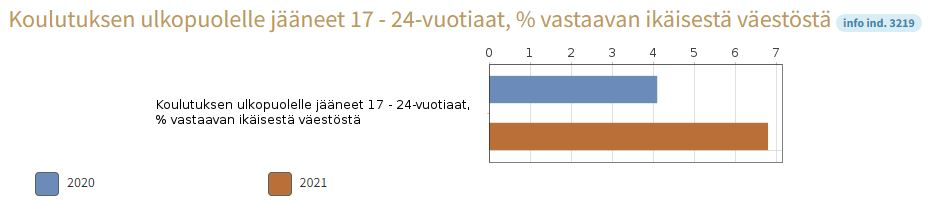 Koulutuksen ulkopuolelle jääneet 17 - 24-vuotiaat, % vastaavan ikäisestä väestöstä info ind. 3219
0 1 2 3 4 5 6 7
Koulutuksen ulkopuolelle jääneet 17 - 24-vuotiaat,
% vastaavan ikäisestä väestöstä
2020 2021